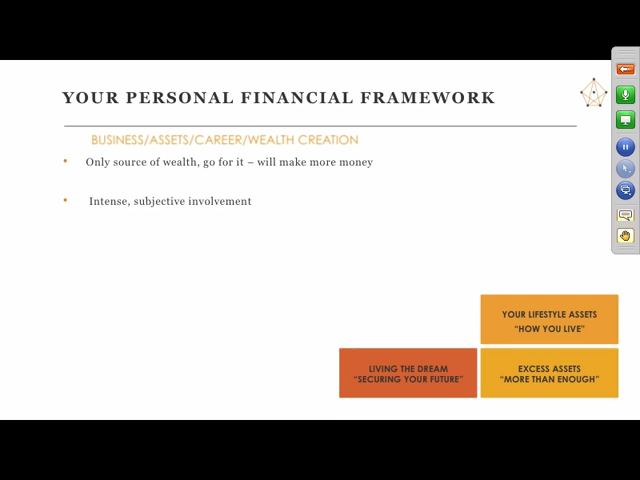 YOUR PERSONAL FINANCIAL FRAMEWORK
BUSINESS/ASSETS/CAREER/WEALTH CREATION
• Only source of wealth, go for it – will make more money
• Intense, subjective involvement
YOUR LIFESTYLE ASSETS
“HOW YOU LIVE”
LIVING THE DREAM
“SECURING YOUR FUTURE”
EXCESS ASSETS
“MORE THAN ENOUGH”